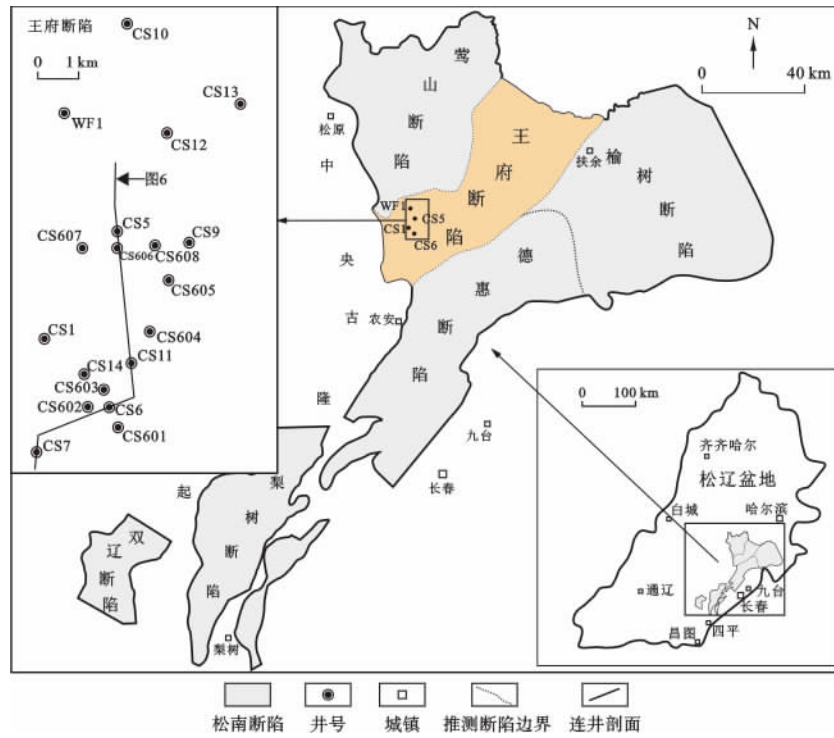 王府断陷
0 1 km
CS10
CS13
WF1
CS12
图6
CS5
CS607
CS606
CS608
CS9
CS605
CS1
CS604
CS11
CS14
CS603
CS602
CS6
CS601
CS7
莺山断陷
松原
王府断陷
扶余
榆树断陷
N
0 40 km
WF1
CS5
CS1
CS6
德惠断陷
农安
中央古隆起
九台
长春
梨树断陷
梨树
双辽断陷
0 100 km
齐齐哈尔
松辽盆地
白城
哈尔滨
通辽
九台
长春
四平
昌图
松南断陷
井号
城镇
推测断陷边界
连井剖面